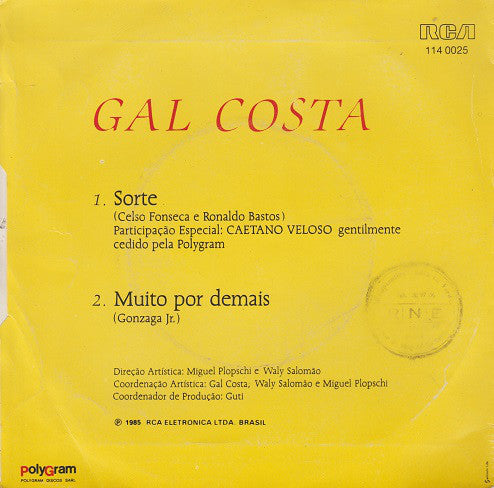 RCA
114 0025
GAL COSTA
1. Sorte
(Celso Fonseca e Ronaldo Bastos)
Participação Especial: CAETANO VELOSO gentilmente
cedido pela Polygram
2. Muito por demais
(Gonzaga Jr.)
Direção Artística: Miguel Plopschi e Waly Salomão
Coordenação Artística: Gal Costa, Waly Salomão e Miguel Plopschi
Coordenador de Produção: Guti
℗ 1985 RCA ELETRONICA LTDA. BRASIL
PolyGram
POLYGRAM DISCOS SARL